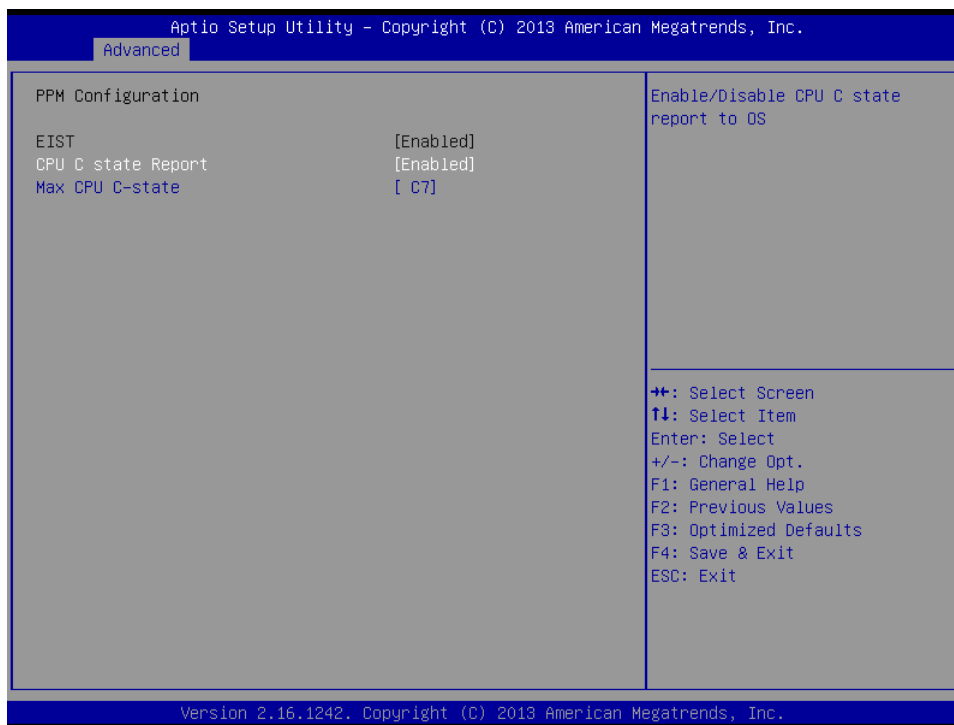 Aptio Setup Utility – Copyright (C) 2013 American Megatrends, Inc.
Advanced
PPM Configuration
EIST [Enabled]
CPU C state Report [Enabled]
Max CPU C-state [ C7]
Enable/Disable CPU C state
report to OS
→←: Select Screen
↑↓: Select Item
Enter: Select
+/-: Change Opt.
F1: General Help
F2: Previous Values
F3: Optimized Defaults
F4: Save & Exit
ESC: Exit
Version 2.16.1242. Copyright (C) 2013 American Megatrends, Inc.